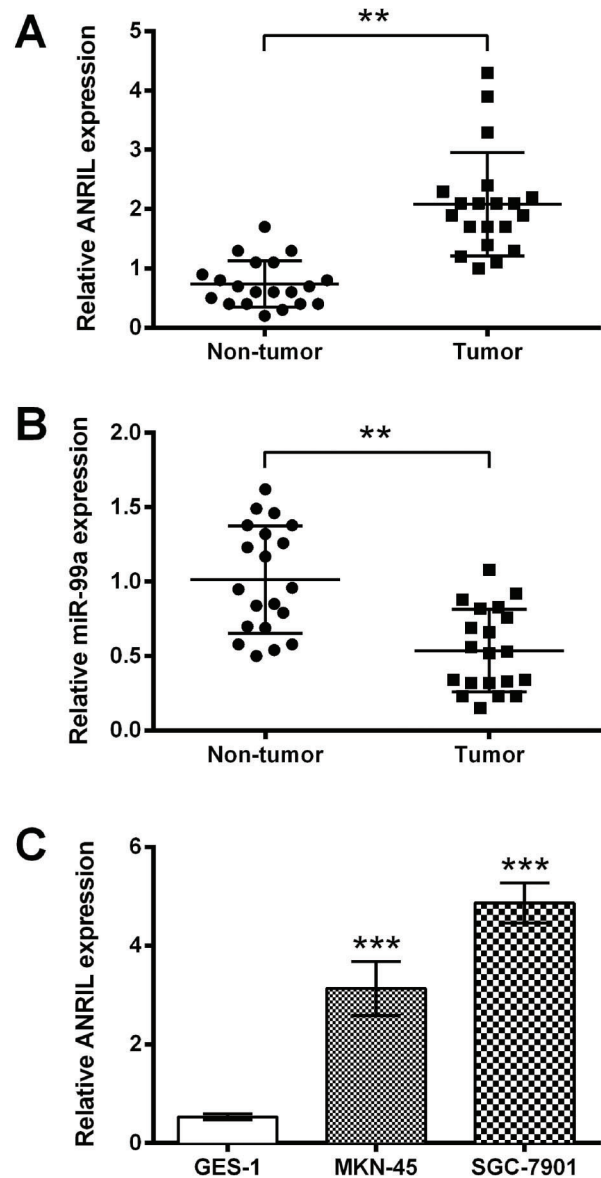 A
Relative ANRIL expression
**
5
4
3
2
1
0
Non-tumor Tumor
B
Relative miR-99a expression
**
2.0
1.5
1.0
0.5
0.0
Non-tumor Tumor
C
Relative ANRIL expression
6
4
2
0
***
***
GES-1 MKN-45 SGC-7901